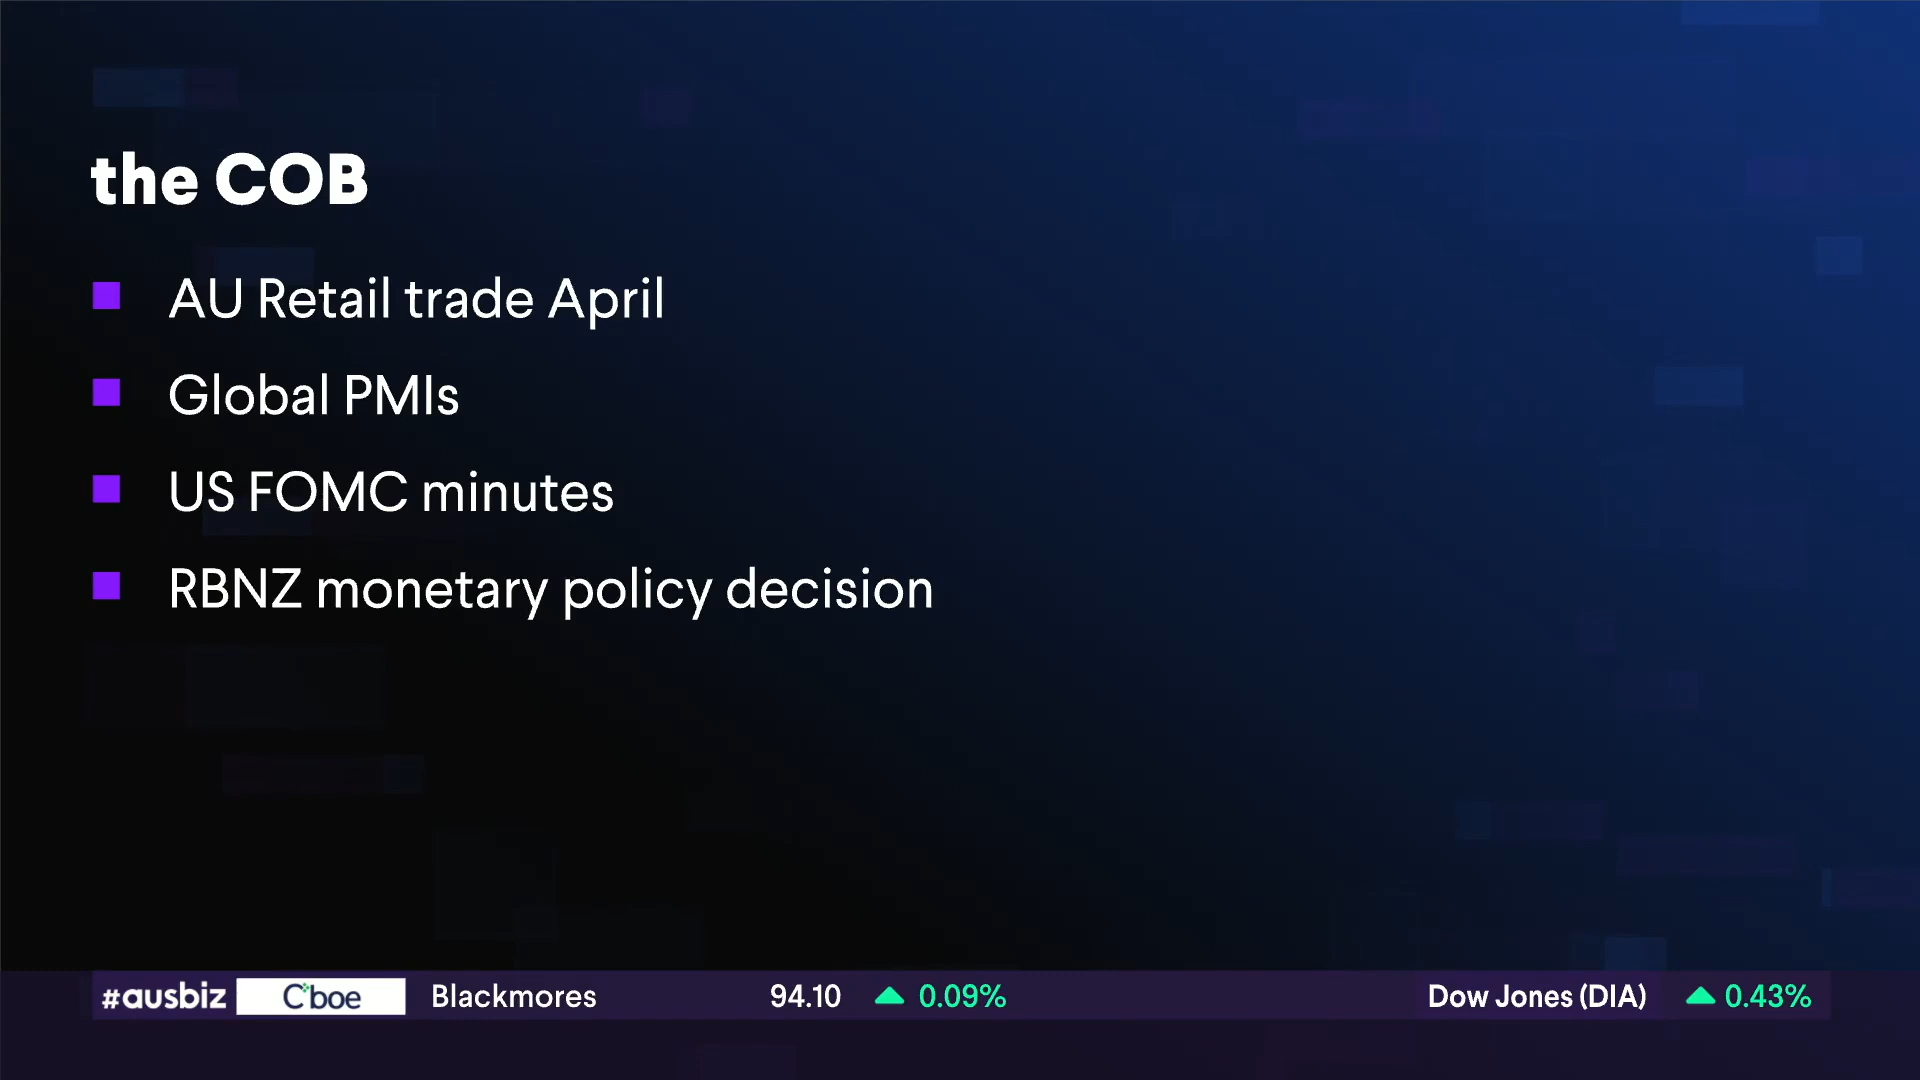 the COB
AU Retail trade April
Global PMIs
US FOMC minutes
RBNZ monetary policy decision
#ausbiz Cboe Blackmores 94.10 0.09% Dow Jones (DIA) 0.43%